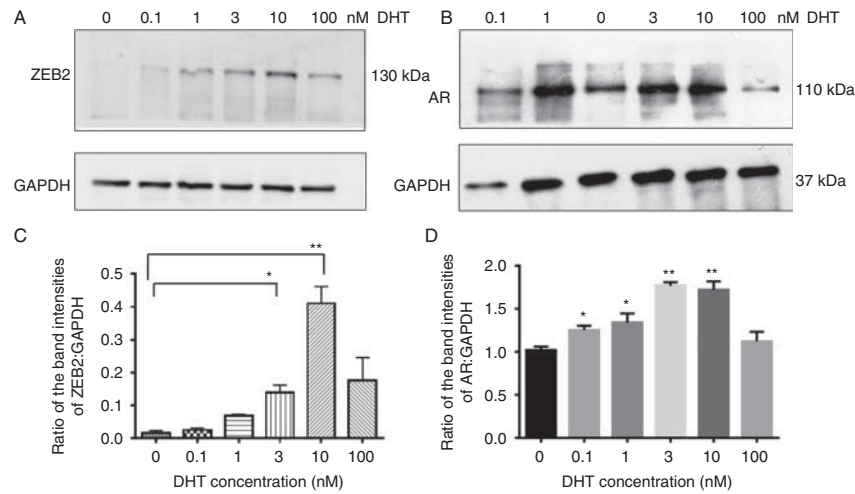 A
0 0.1 1 3 10 100 nM DHT
ZEB2
130 kDa
GAPDH
B
0.1 1 0 3 10 100 nM DHT
AR
110 kDa
GAPDH
37 kDa
C
Ratio of the band intensities
of ZEB2:GAPDH
0.5
0.4
0.3
0.2
0.1
0.0
*
**
0 0.1 1 3 10 100
DHT concentration (nM)
D
Ratio of the band intensities
of AR:GAPDH
2.0
1.5
1.0
0.5
0.0
* * ** **
0 0.1 1 3 10 100
DHT concentration (nM)